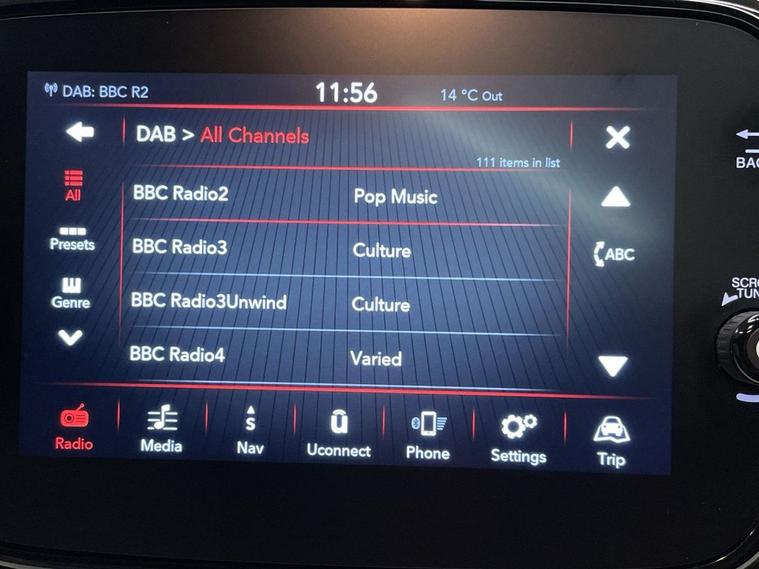 DAB: BBC R2 11:56 14 °C Out
DAB > All Channels
111 items in list
All
BBC Radio2 Pop Music
Presets
BBC Radio3 Culture
ABC
Genre
BBC Radio3Unwind Culture
BBC Radio4 Varied
Radio Media Nav Uconnect Phone Settings Trip
S